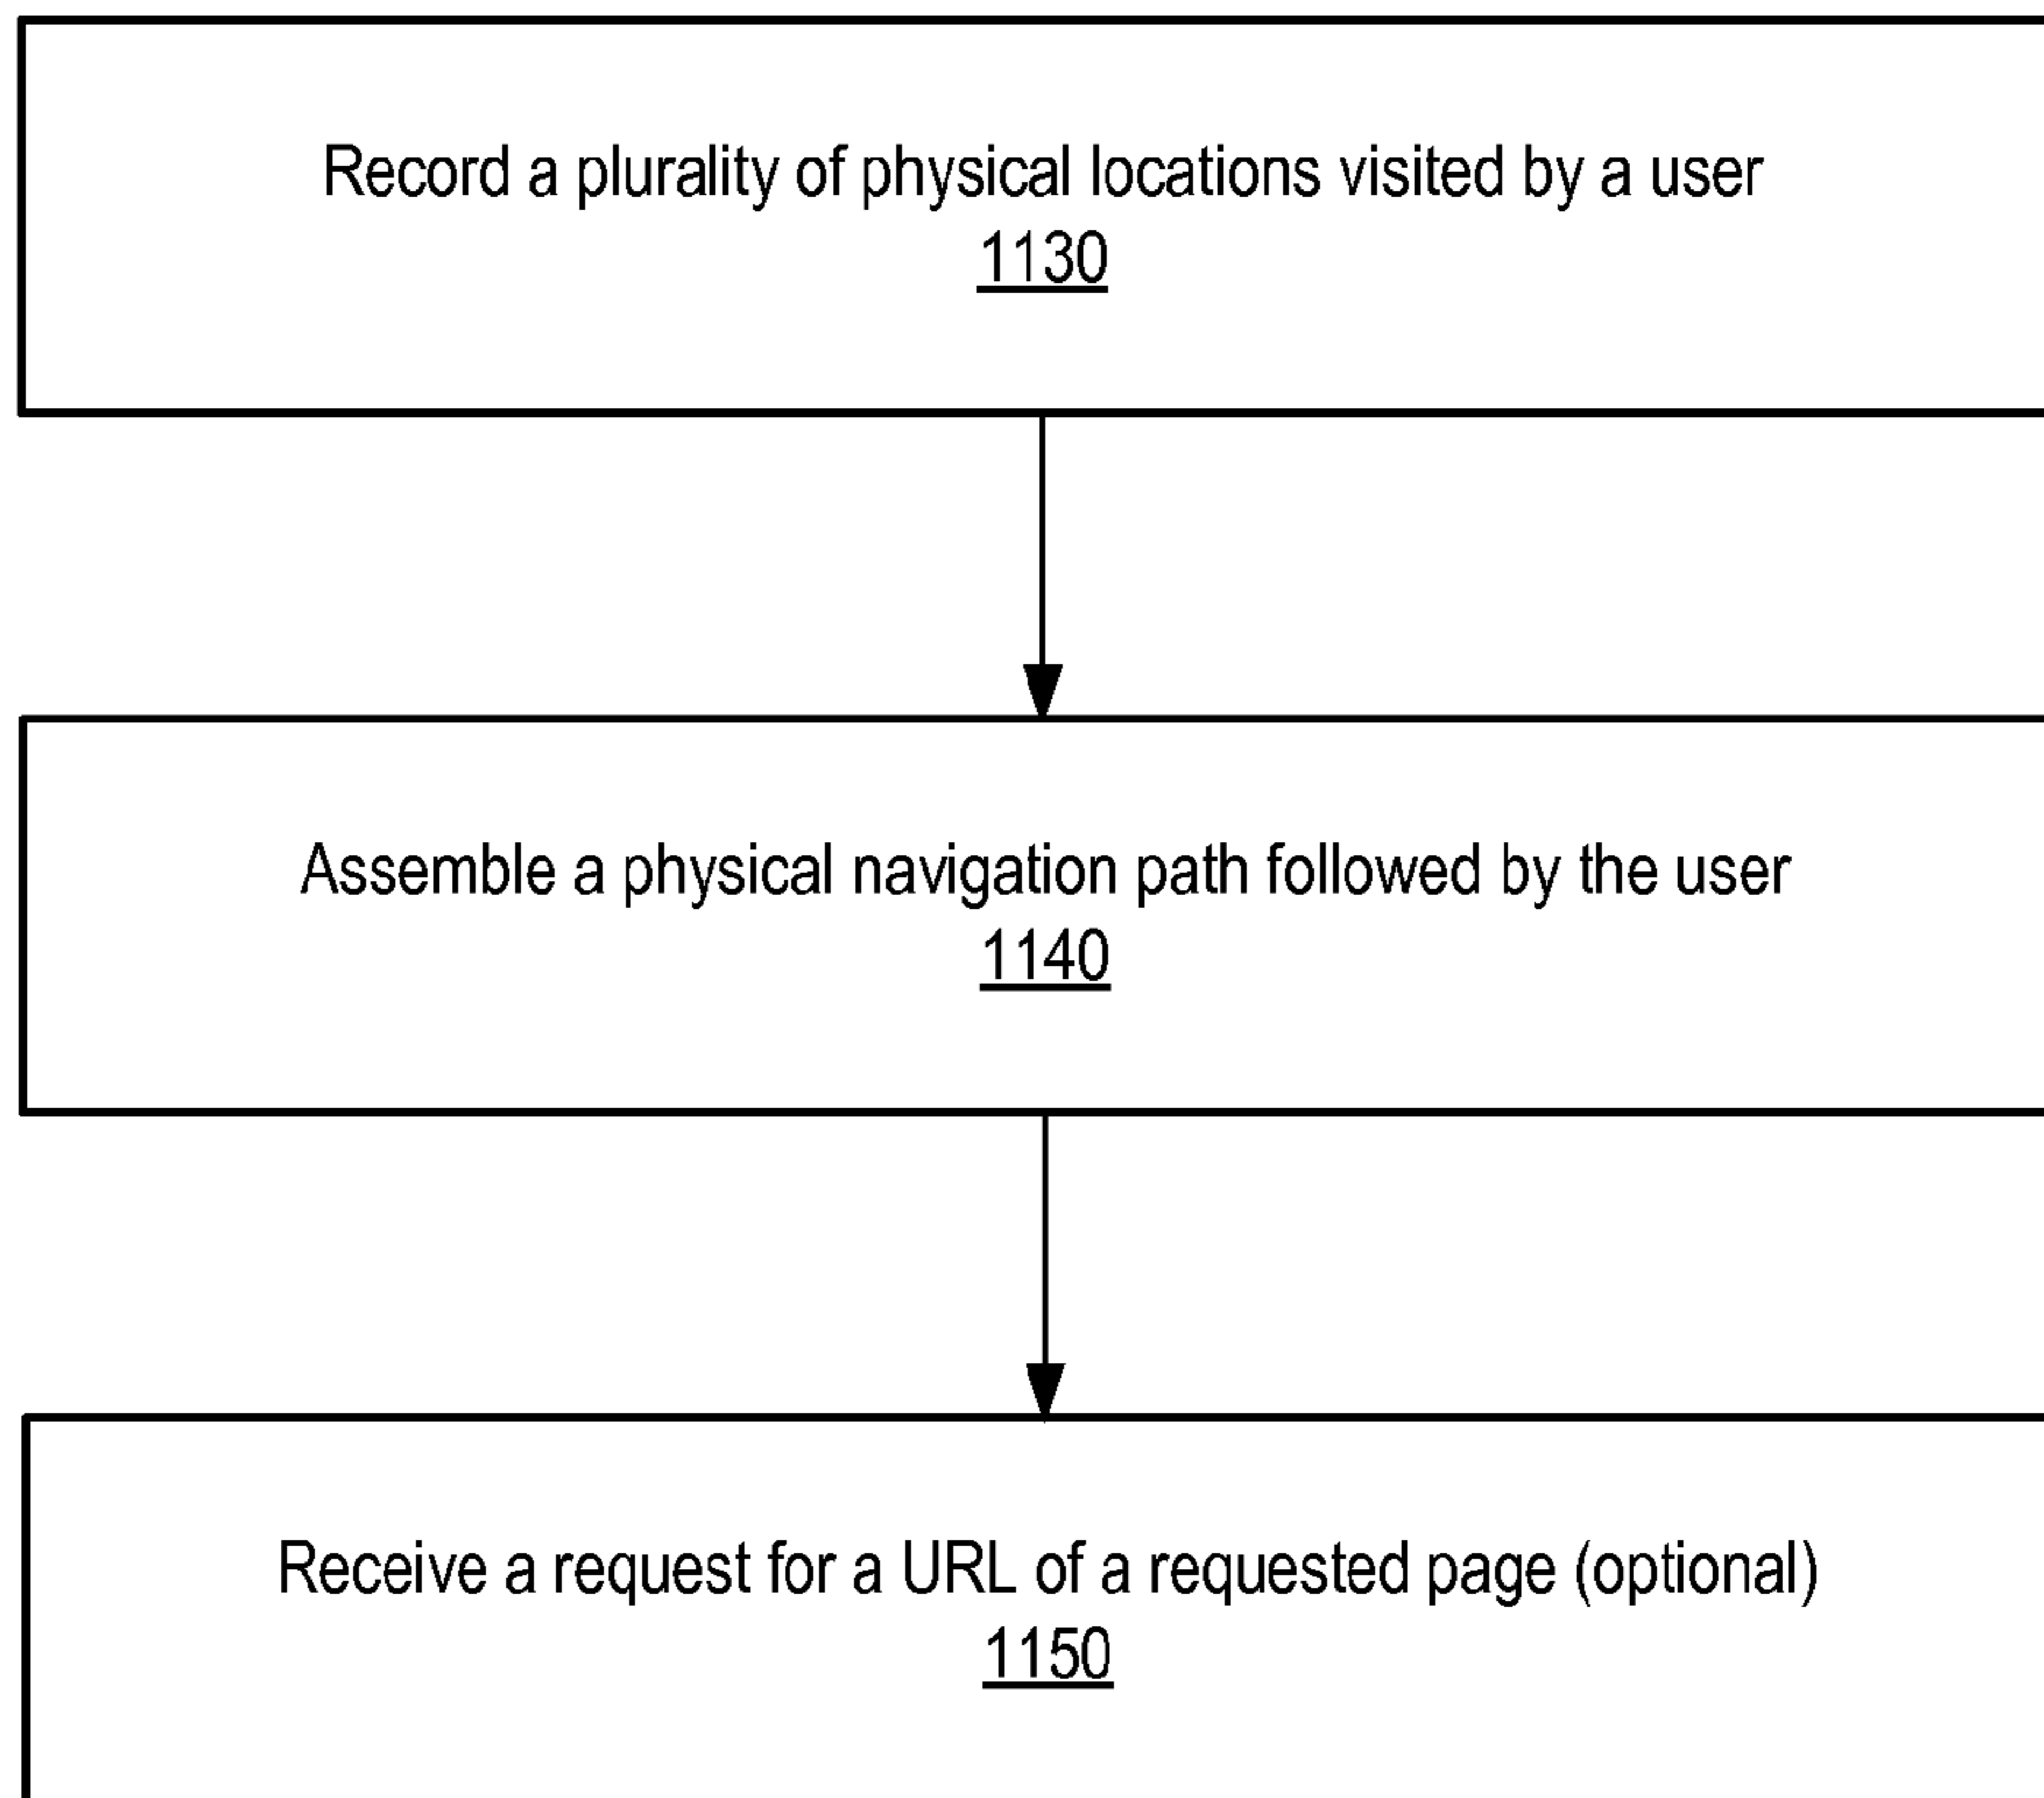 Record a plurality of physical locations visited by a user
1130
Assemble a physical navigation path followed by the user
1140
Receive a request for a URL of a requested page (optional)
1150